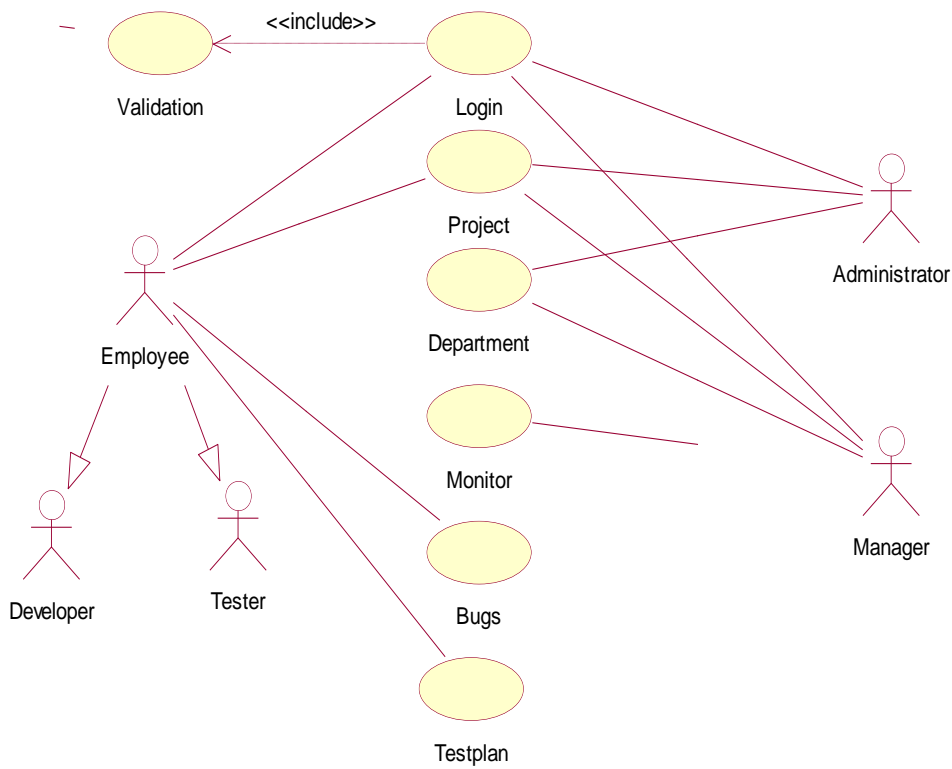 <<include>>
Validation
Login
Project
Administrator
Department
Employee
Monitor
Manager
Developer
Tester
Bugs
Testplan